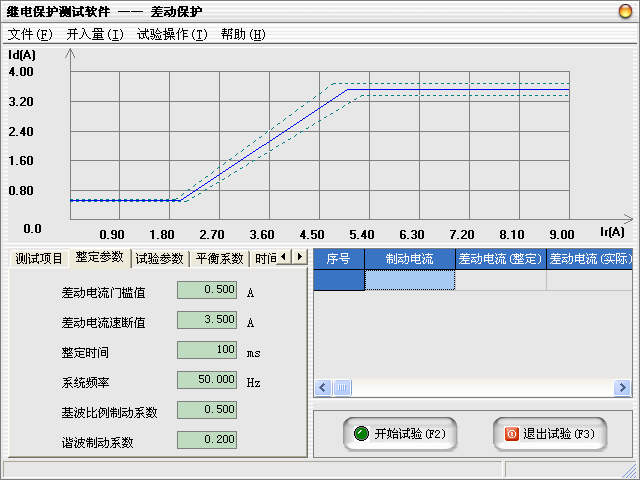 继电保护测试软件 —— 差动保护
文件(F) 开入量(I) 试验操作(T) 帮助(H)
Id(A)
4.00
3.20
2.40
1.60
0.80
0.0
0.90 1.80 2.70 3.60 4.50 5.40 6.30 7.20 8.10 9.00 Ir(A)
测试项目 整定参数 试验参数 平衡系数 时间
序号 制动电流 差动电流(整定) 差动电流(实际)
差动电流门槛值 0.500 A
差动电流速断值 3.500 A
整定时间 100 ms
系统频率 50.000 Hz
基波比例制动系数 0.500
谐波制动系数 0.200
开始试验(F2) 退出试验(F3)